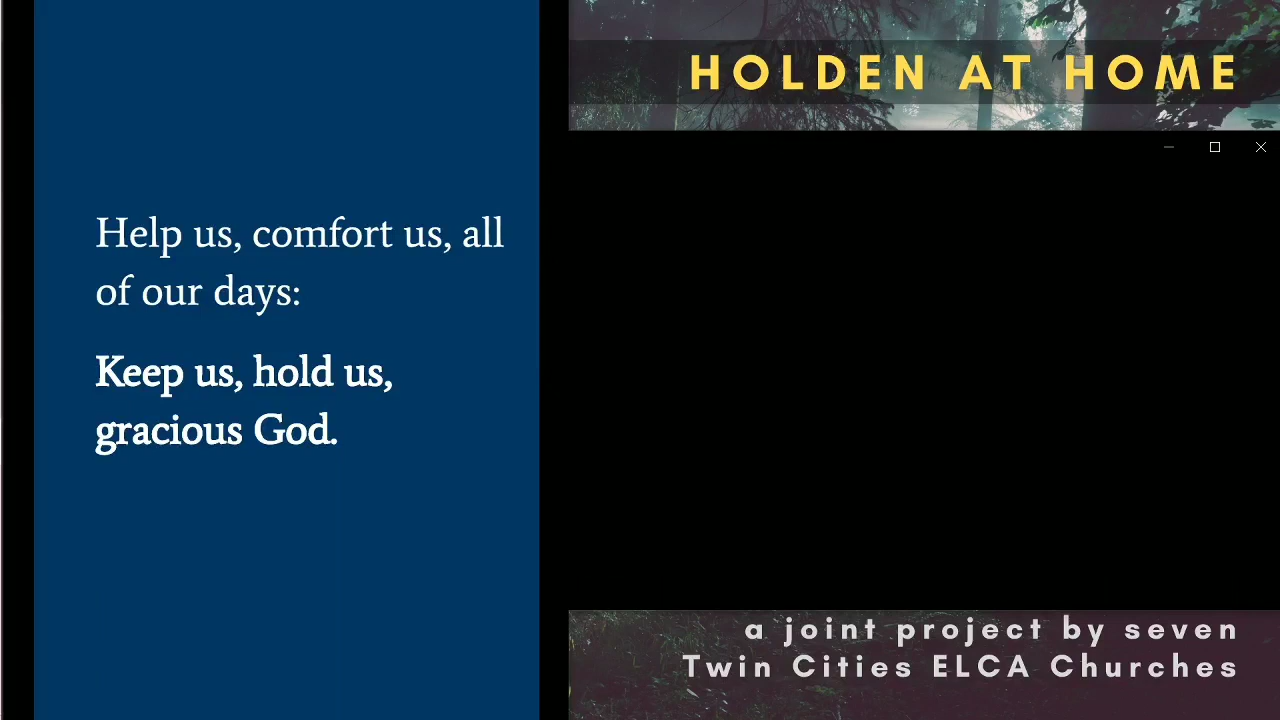 Help us, comfort us, all
of our days:
Keep us, hold us,
gracious God.
HOLDEN AT HOME
a joint project by seven
Twin Cities ELCA Churches